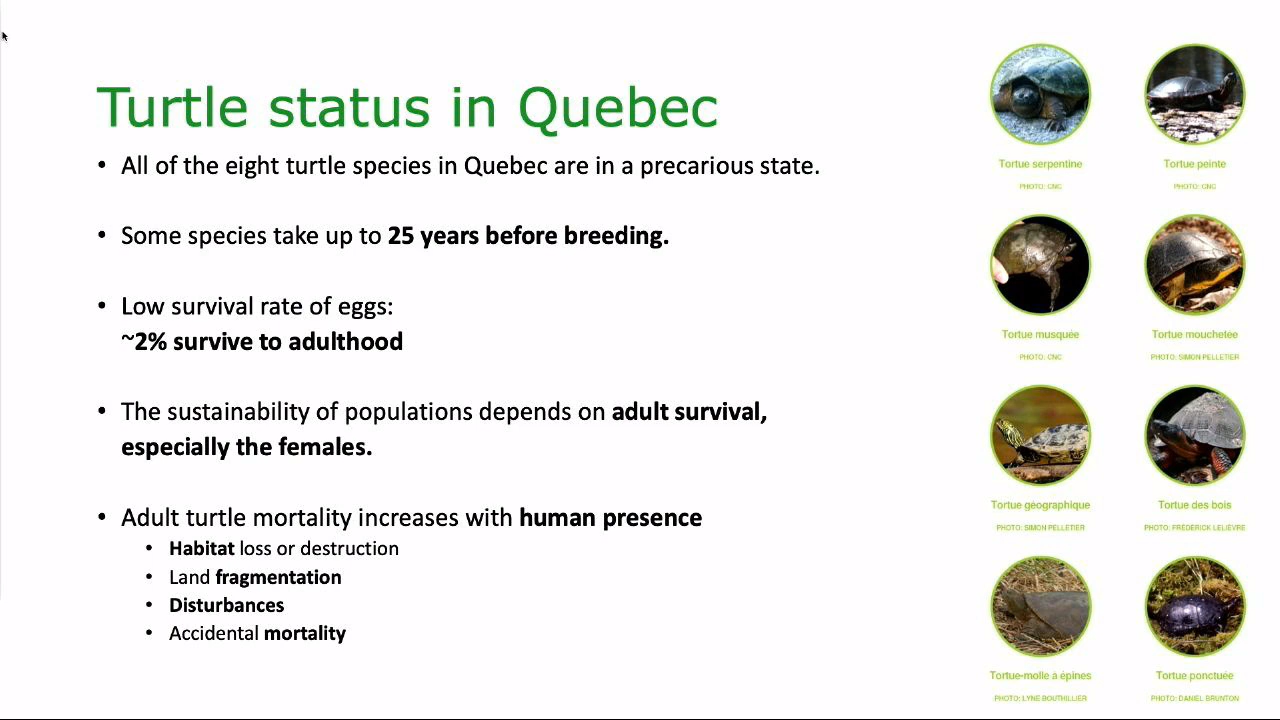 Turtle status in Quebec
• All of the eight turtle species in Quebec are in a precarious state.
• Some species take up to 25 years before breeding.
• Low survival rate of eggs:
~2% survive to adulthood
• The sustainability of populations depends on adult survival,
especially the females.
• Adult turtle mortality increases with human presence
• Habitat loss or destruction
• Land fragmentation
• Disturbances
• Accidental mortality
Tortue serpentine
PHOTO: CNC
Tortue peinte
PHOTO: CNC
Tortue musquée
PHOTO: CNC
Tortue mouchetée
PHOTO: SIMON PELLETIER
Tortue géographique
PHOTO: SIMON PELLETIER
Tortue des bois
PHOTO: FRÉDÉRICK LELIÈVRE
Tortue-molle à épines
PHOTO: LYNE BOUTHILLIER
Tortue ponctuée
PHOTO: DANIEL BRUNTON